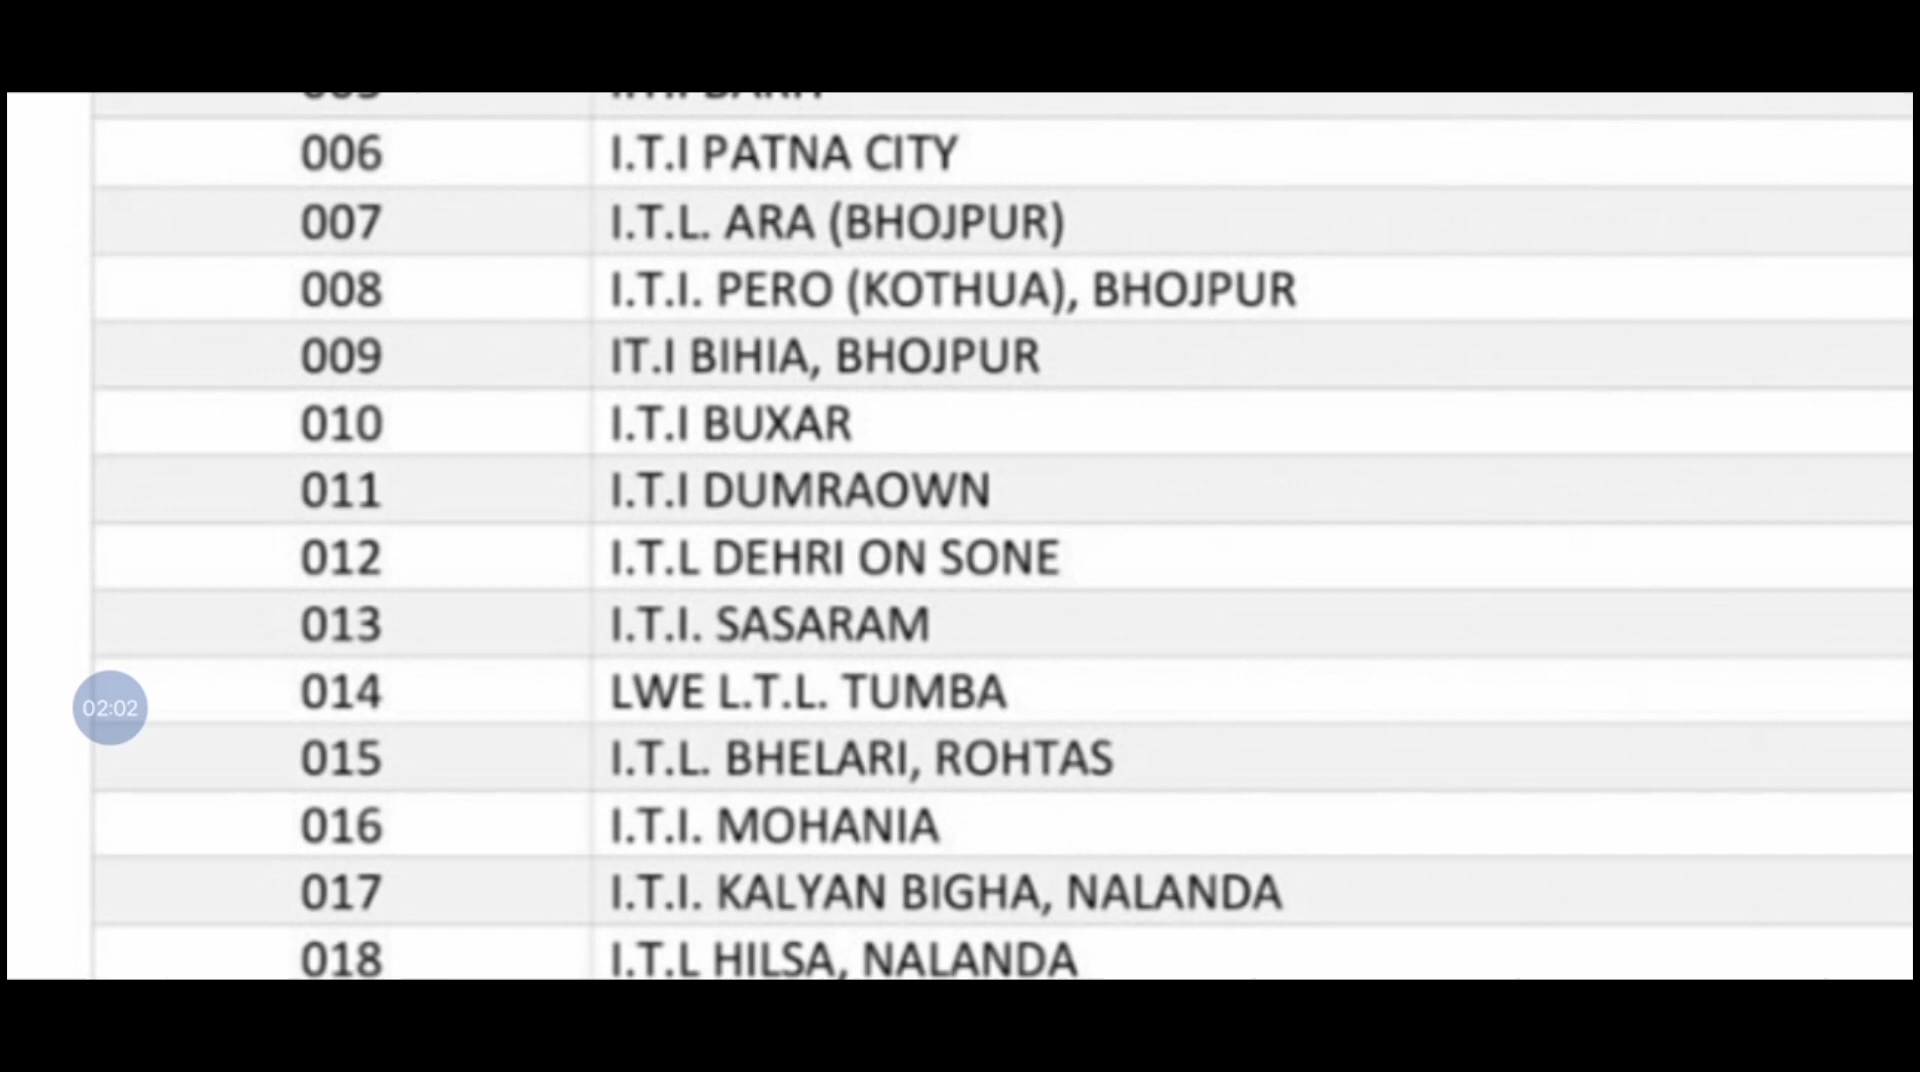 006 I.T.I PATNA CITY
007 I.T.L. ARA (BHOJPUR)
008 I.T.I. PERO (KOTHUA), BHOJPUR
009 IT.I BIHIA, BHOJPUR
010 I.T.I BUXAR
011 I.T.I DUMRAOWN
012 I.T.L DEHRI ON SONE
013 I.T.I. SASARAM
014 LWE L.T.L. TUMBA
02:02
015 I.T.L. BHELARI, ROHTAS
016 I.T.I. MOHANIA
017 I.T.I. KALYAN BIGHA, NALANDA
018 I.T.L HILSA, NALANDA